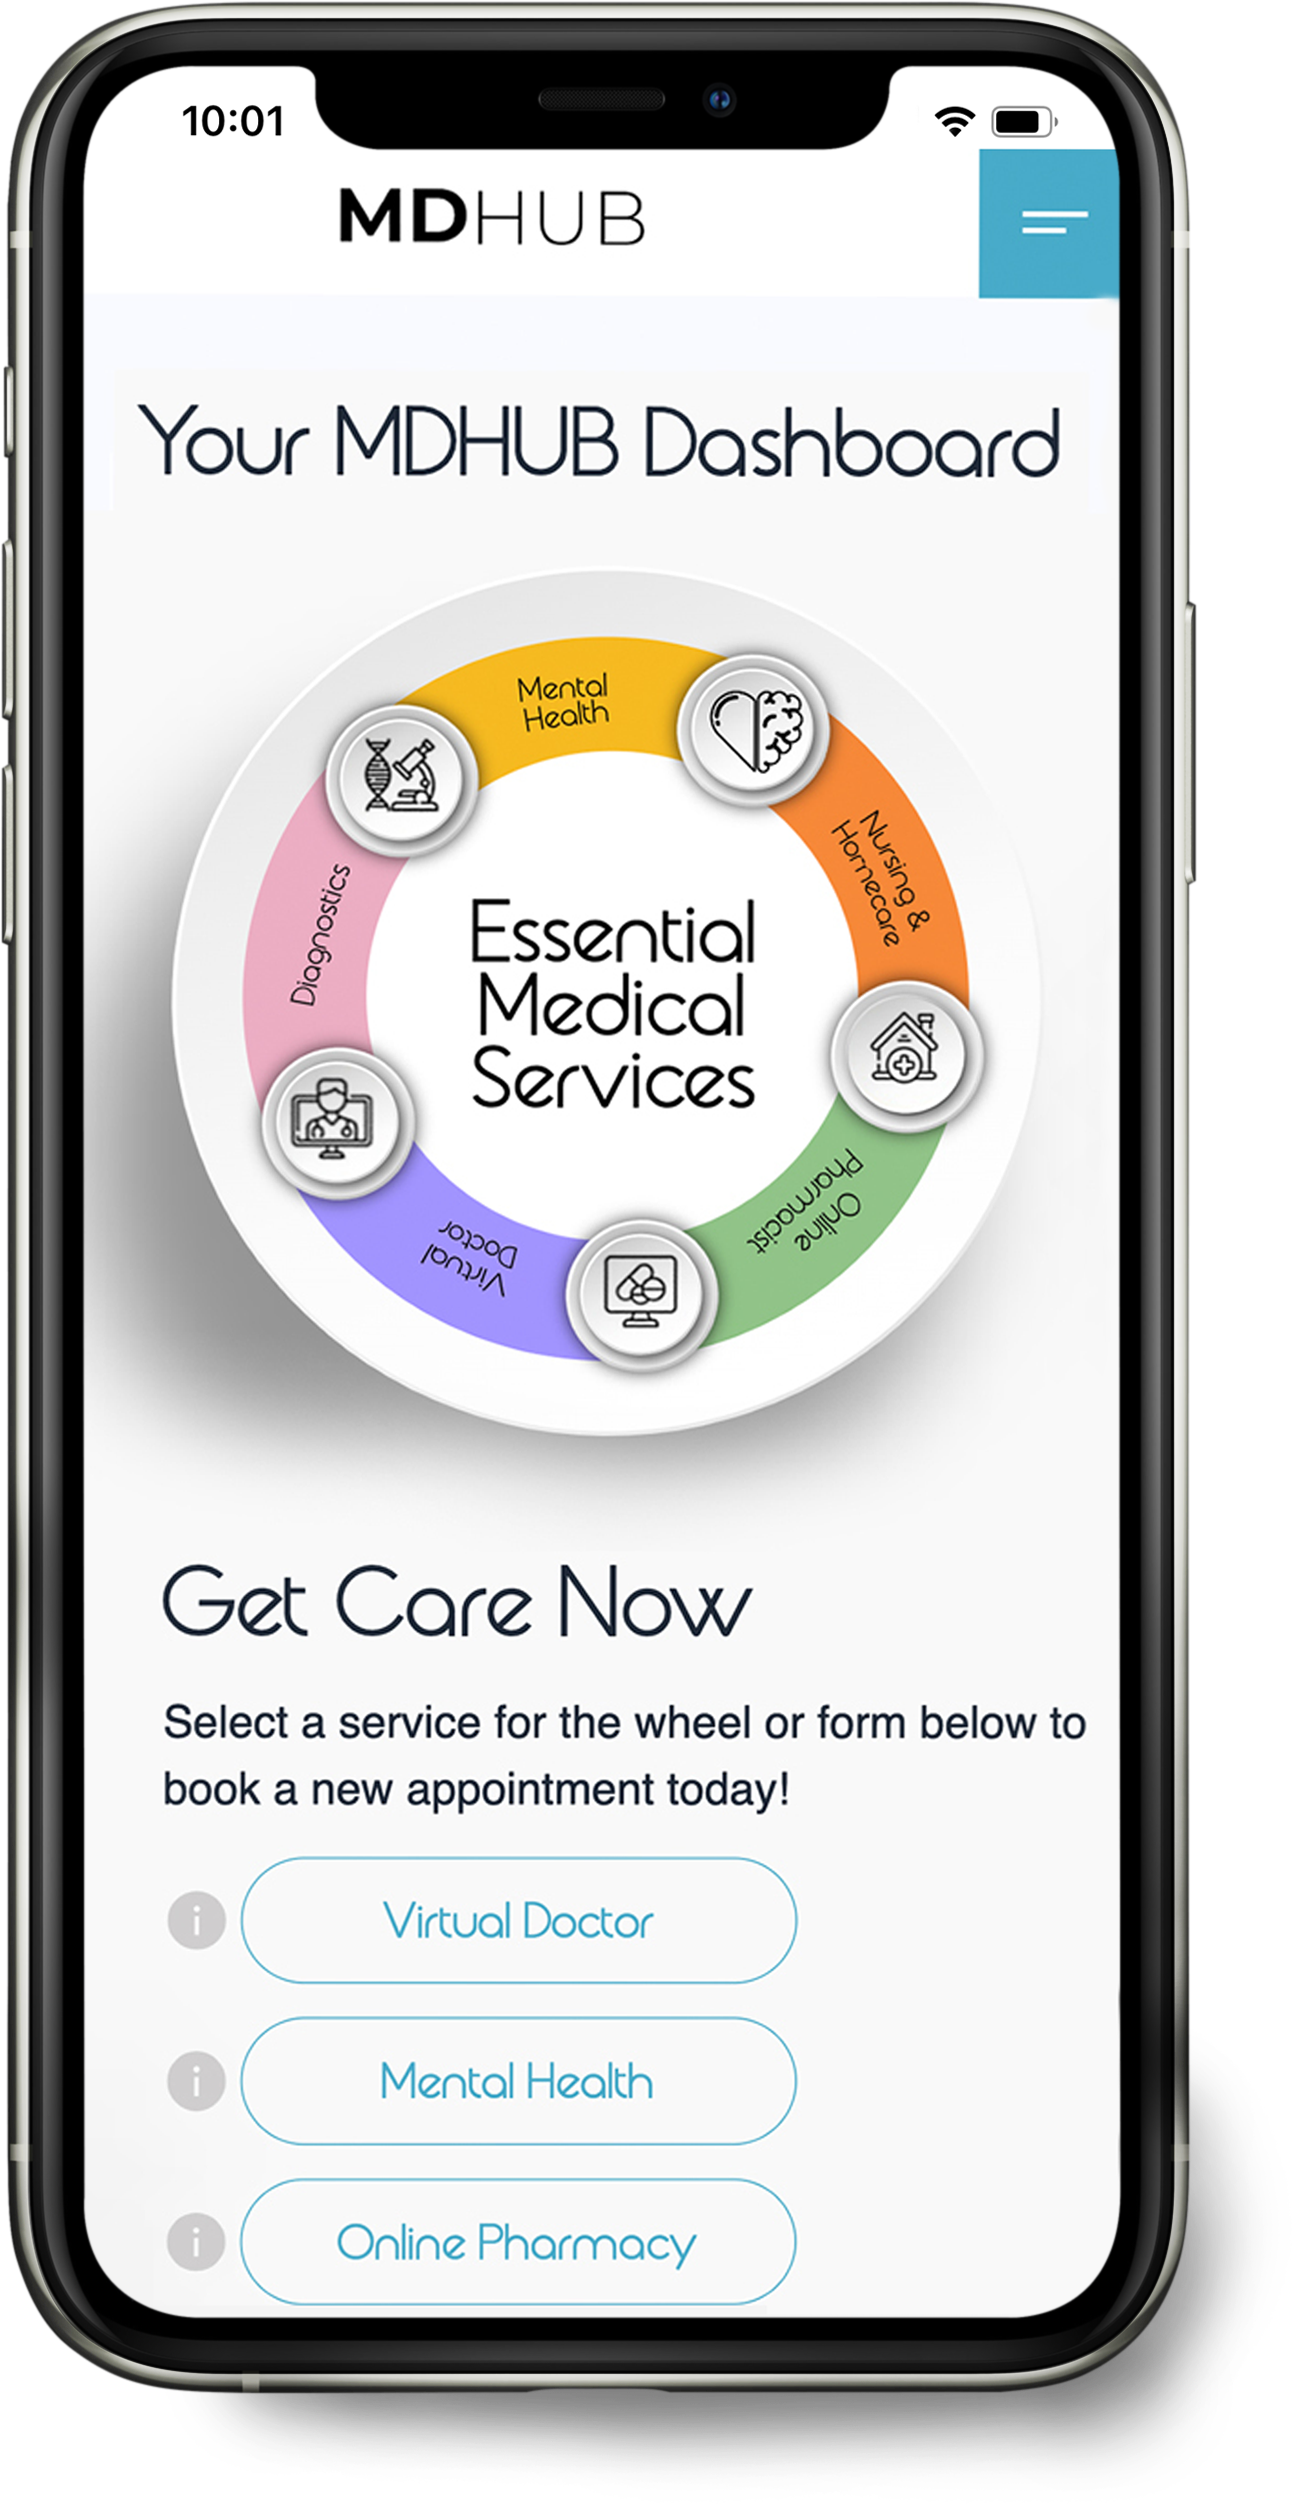 10:01
MDHUB
Your MDHUB Dashboard
Mental
Health
Nursing &
Homecare
Diagnostics
Essential
Medical
Services
Online
Pharmacist
Virtual
Doctor
Get Care Now
Select a service for the wheel or form below to
book a new appointment today!
i
Virtual Doctor
i
Mental Health
i
Online Pharmacy